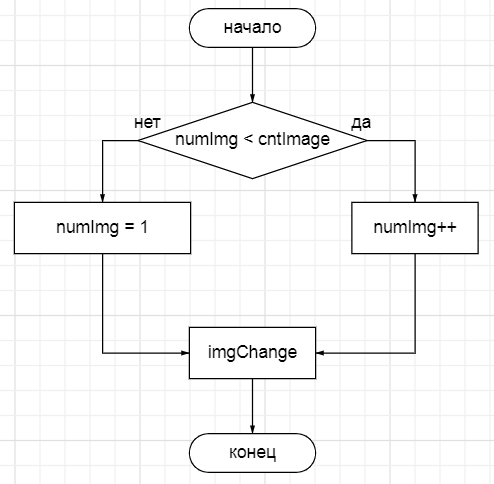 начало
нет
да
numImg < cntImage
numImg = 1
numImg++
imgChange
конец